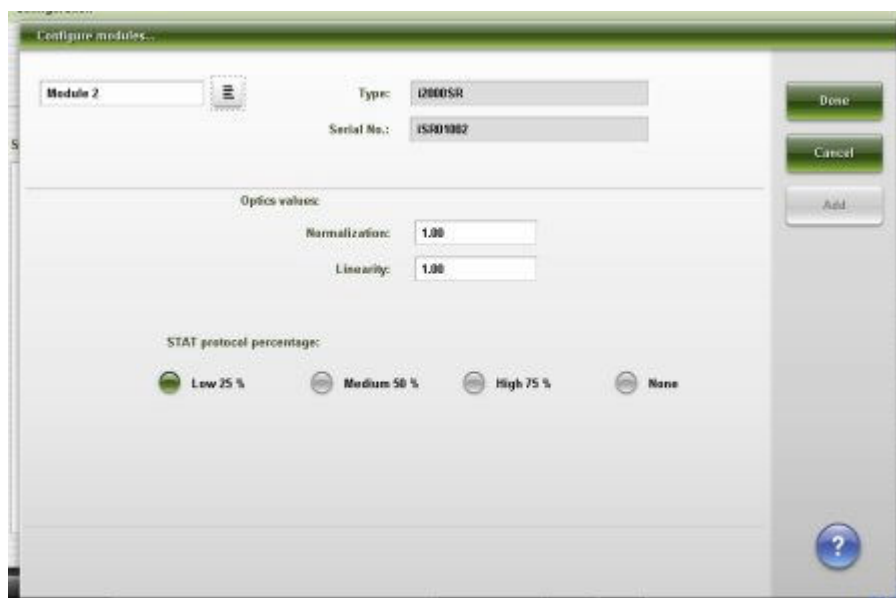 Configure modules...
Module 2
Type: i2000SR
Serial No.: iSR01002
Done
Cancel
Add
Optics values:
Normalization: 1.00
Linearity: 1.00
STAT protocol percentage:
Low 25 %
Medium 50 %
High 75 %
None
?